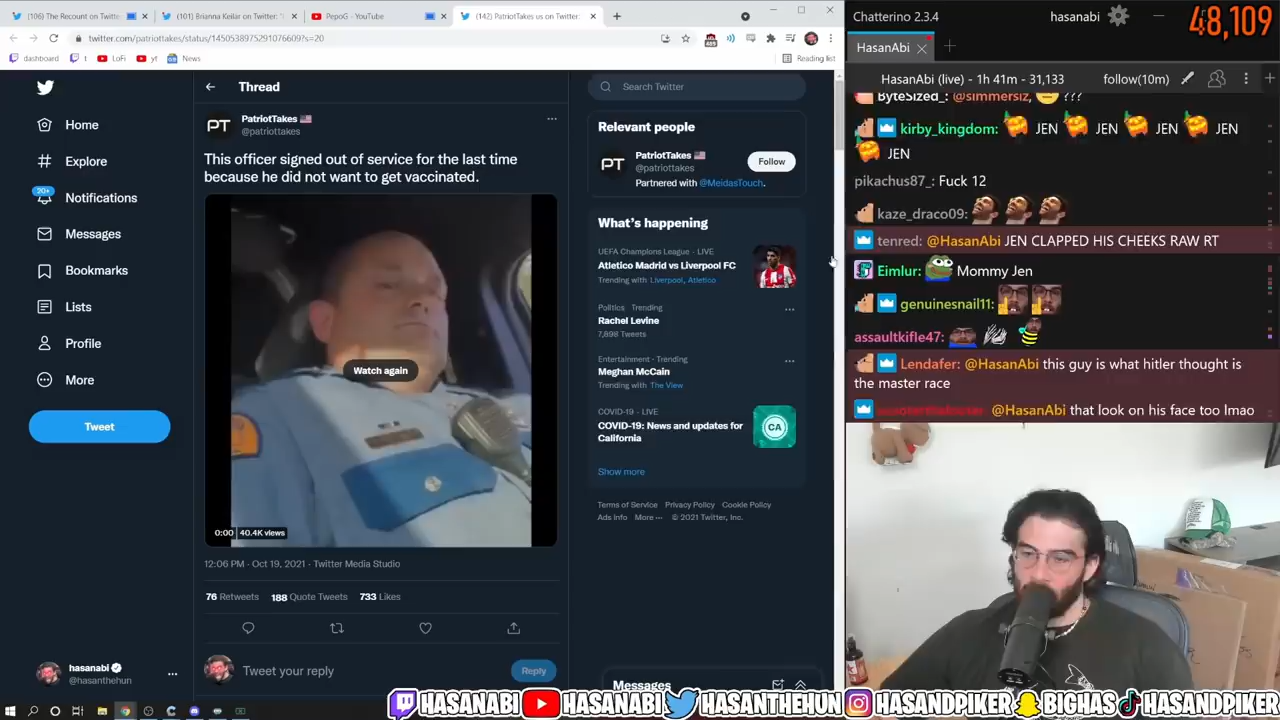 (106) The Recount on Twitter:
(101) Brianna Keilar on Twitter: "
PepoG - YouTube
(142) PatriotTakes us on Twitter:
twitter.com/patriottakes/status/1450538975291076609?s=20
dashboard
t
LoFi
yt
News
Reading list
Thread
PatriotTakes
@patriottakes
PT
This officer signed out of service for the last time
because he did not want to get vaccinated.
Watch again
0:00
40.4K views
12:06 PM · Oct 19, 2021 · Twitter Media Studio
76 Retweets
188 Quote Tweets
733 Likes
Tweet your reply
Reply
Home
Explore
20+
Notifications
Messages
Bookmarks
Lists
Profile
More
Tweet
hasanabi
@hasanthehun
Search Twitter
Relevant people
PT
PatriotTakes
@patriottakes
Follow
Partnered with @MeidasTouch.
What's happening
UEFA Champions League · LIVE
Atletico Madrid vs Liverpool FC
Trending with Liverpool, Atletico
Politics · Trending
Rachel Levine
7,898 Tweets
Entertainment · Trending
Meghan McCain
Trending with The View
COVID-19 · LIVE
COVID-19: News and updates for
California
CA
Show more
Terms of Service Privacy Policy Cookie Policy
Ads info More ··· © 2021 Twitter, Inc.
Messages
Chatterino 2.3.4
hasanabi
48,109
HasanAbi
HasanAbi (live) - 1h 41m - 31,133
follow(10m)
ByteSized_: @simmersiz, ???
kirby_kingdom: JEN JEN JEN JEN
JEN
pikachus87_: Fuck 12
kaze_draco09:
tenred: @HasanAbi JEN CLAPPED HIS CHEEKS RAW RT
Eimlur: Mommy Jen
genuinesnail11:
assaultkifle47:
Lendafer: @HasanAbi this guy is what hitler thought is
the master race
@HasanAbi that look on his face too lmao
HASANABI HASANABI HASANTHEHUN HASANDPIKER BIGHAS HASANDPIKER